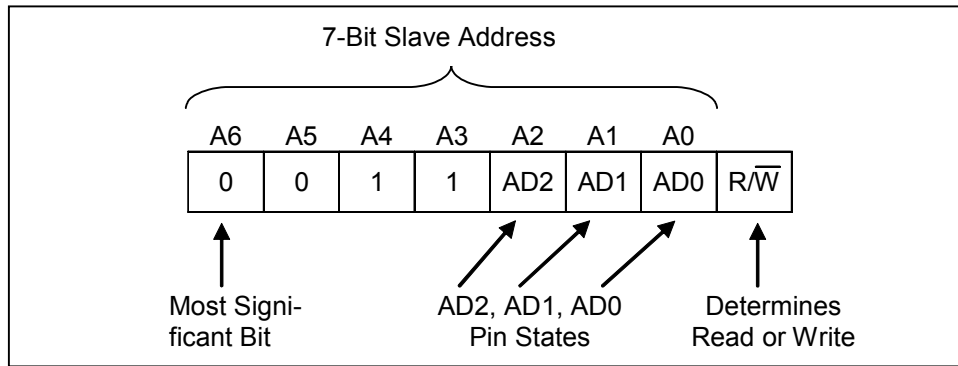 7-Bit Slave Address
A6 A5 A4 A3 A2 A1 A0
0 0 1 1 AD2 AD1 AD0 R/W̅
Most Signi-
ficant Bit
AD2, AD1, AD0
Pin States
Determines
Read or Write